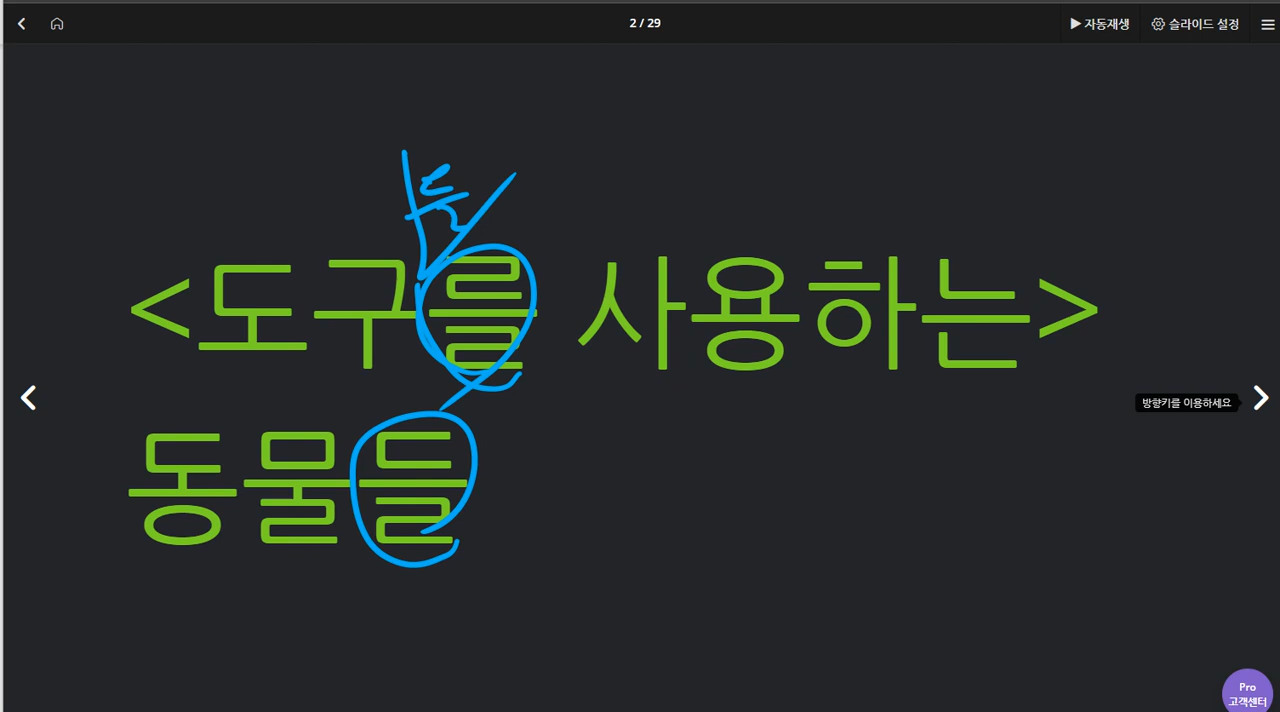 2 / 29
자동재생
슬라이드 설정
<도구를 사용하는>
방향키를 이용하세요
동물들
Pro
고객센터